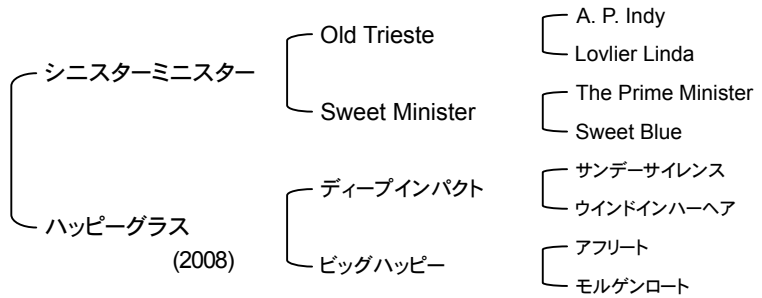 シニスターミニスター
Old Trieste
A. P. Indy
Lovlier Linda
Sweet Minister
The Prime Minister
Sweet Blue
ハッピーグラス
(2008)
ディープインパクト
サンデーサイレンス
ウインドインハーヘア
ビッグハッピー
アフリート
モルゲンロート